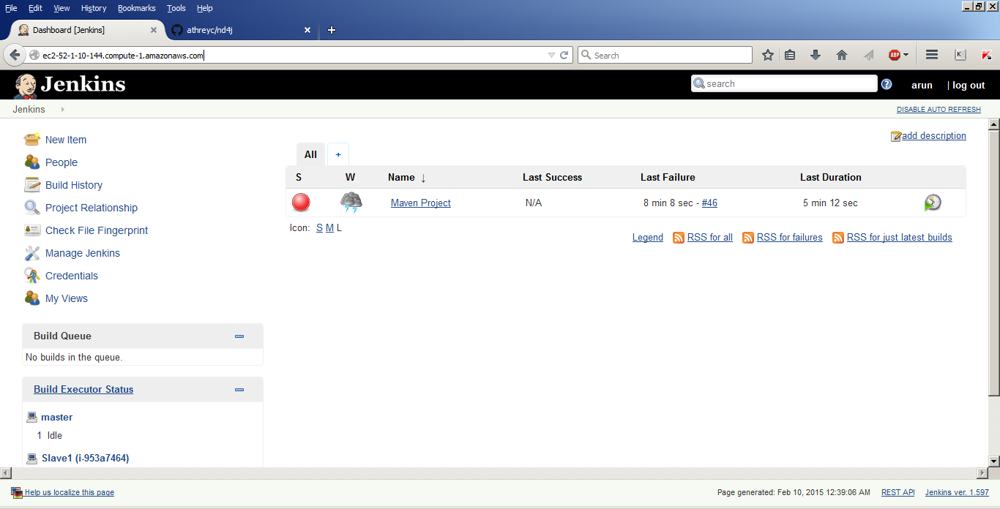 File Edit View History Bookmarks Tools Help
Dashboard [Jenkins] athreyc/nd4j
ec2-52-1-10-144.compute-1.amazonaws.com Search ABP K
Jenkins search arun | log out
Jenkins DISABLE AUTO REFRESH
add description
New Item
People
Build History
Project Relationship
Check File Fingerprint
Manage Jenkins
Credentials
My Views
All +
S W Name ↓ Last Success Last Failure Last Duration
Maven Project N/A 8 min 8 sec - #46 5 min 12 sec
Icon: S M L
Legend RSS for all RSS for failures RSS for just latest builds
Build Queue
No builds in the queue.
Build Executor Status
master
1 Idle
Slave1 (i-953a7464)
Help us localize this page Page generated: Feb 10, 2015 12:39:06 AM REST API Jenkins ver. 1.597